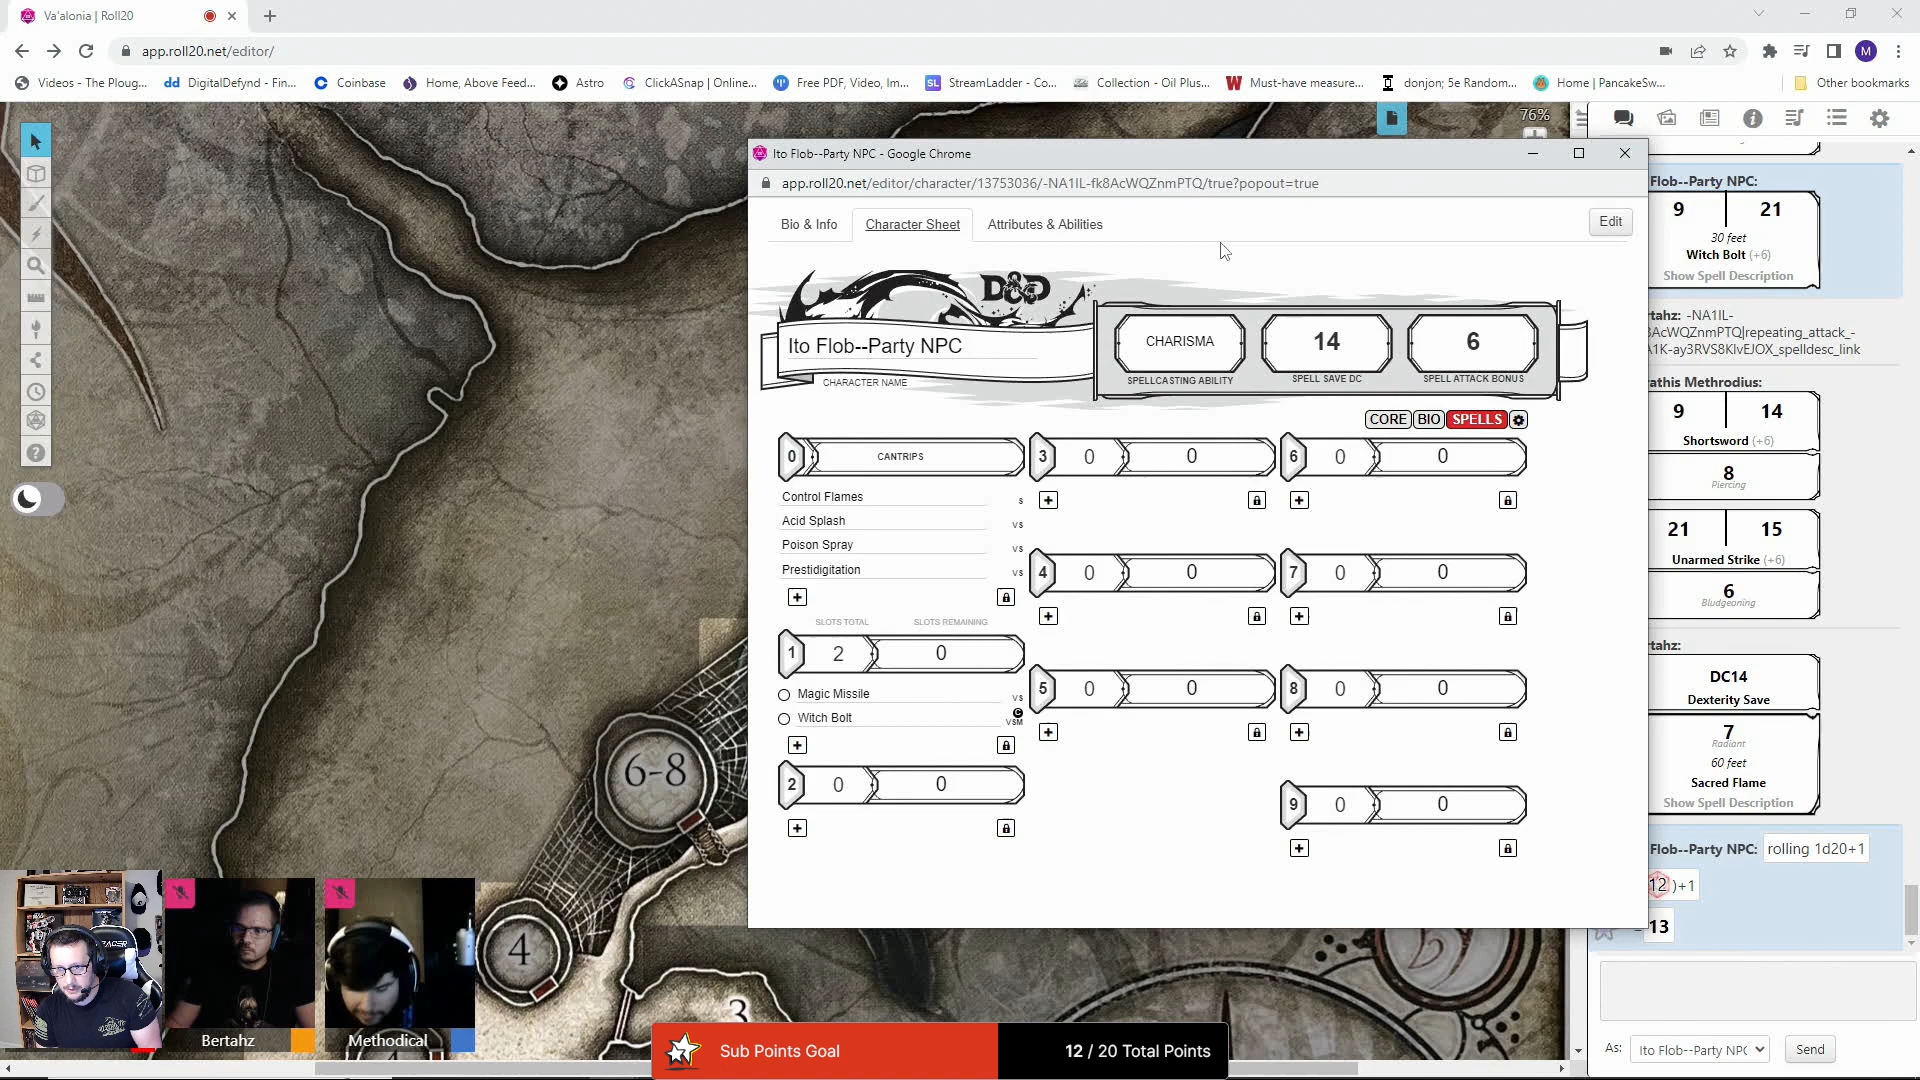 Va'alonia | Roll20
app.roll20.net/editor/
M
Videos - The Ploug...
DigitalDefynd - Fin...
Coinbase
Home, Above Feed...
Astro
ClickASnap | Online...
Free PDF, Video, Im...
StreamLadder - Co...
Collection - Oil Plus...
Must-have measure...
donjon; 5e Random...
Home | PancakeSw...
Other bookmarks
76%
Ito Flob--Party NPC - Google Chrome
app.roll20.net/editor/character/13753036/-NA1IL-fk8AcWQZnmPTQ/true?popout=true
Bio & Info
Character Sheet
Attributes & Abilities
Edit
D&D
Ito Flob--Party NPC
CHARACTER NAME
CHARISMA
SPELLCASTING ABILITY
14
SPELL SAVE DC
6
SPELL ATTACK BONUS
CORE BIO SPELLS
0 CANTRIPS
Control Flames S
Acid Splash VS
Poison Spray VS
Prestidigitation VS
SLOTS TOTAL SLOTS REMAINING
1 2 0
Magic Missile VS
Witch Bolt C VSM
2 0 0
3 0 0
4 0 0
5 0 0
6 0 0
7 0 0
8 0 0
9 0 0
Flob--Party NPC:
9 21
30 feet
Witch Bolt (+6)
Show Spell Description
tahz: -NA1IL-
8AcWQZnmPTQ|repeating_attack_-
A1K-ay3RVS8KlvEJOX_spelldesc_link
athis Methrodius:
9 14
Shortsword (+6)
8
Piercing
21 15
Unarmed Strike (+6)
6
Bludgeoning
tahz:
DC14
Dexterity Save
7
Radiant
60 feet
Sacred Flame
Show Spell Description
Flob--Party NPC: rolling 1d20+1
12 )+1
13
As: Ito Flob--Party NPC
Send
6-8
4
3
PACER
Bertahz
Methodical
Sub Points Goal
12 / 20 Total Points